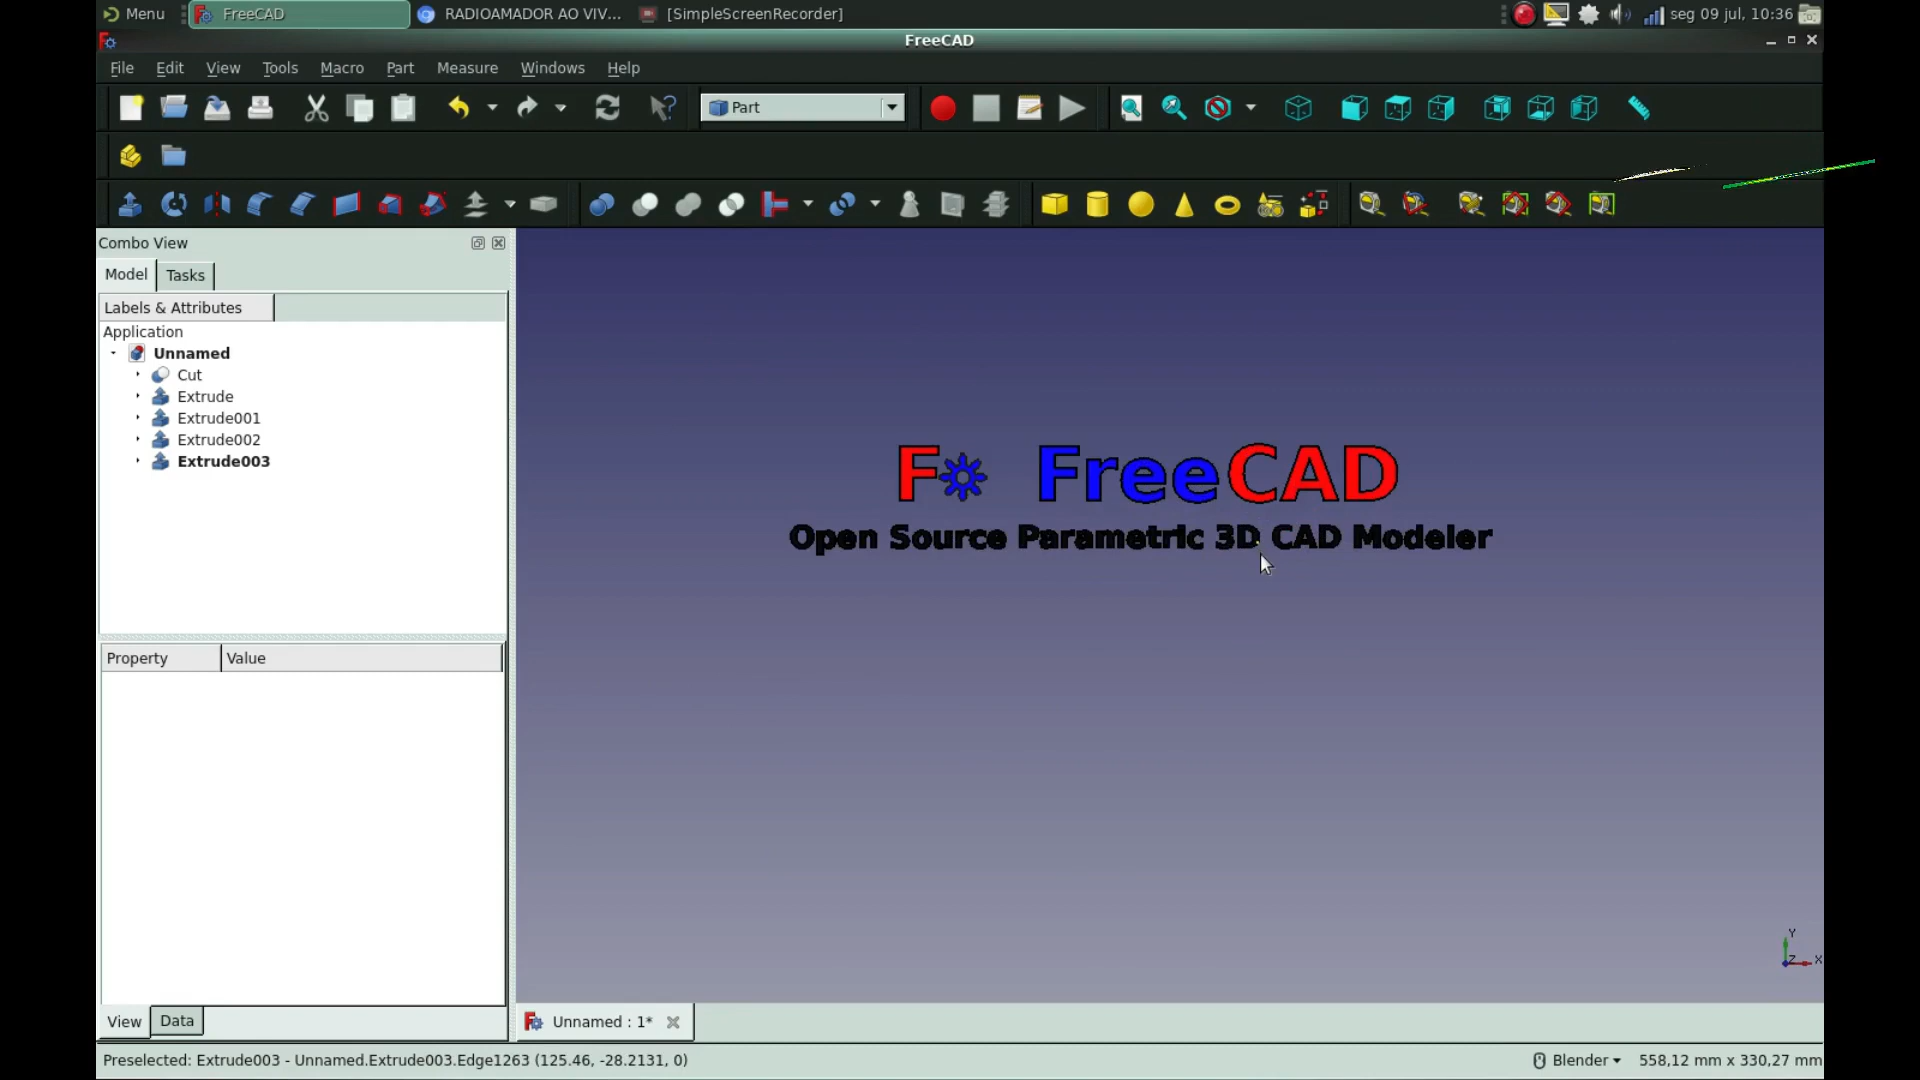 Menu FreeCAD RADIOAMADOR AO VIV... [SimpleScreenRecorder] seg 09 jul, 10:36
FreeCAD
File Edit View Tools Macro Part Measure Windows Help
Part
Combo View
Model Tasks
Labels & Attributes
Application
Unnamed
Cut
Extrude
Extrude001
Extrude002
Extrude003
F FreeCAD
Open Source Parametric 3D CAD Modeler
Property Value
Y
Z X
View Data
Unnamed : 1*
Preselected: Extrude003 - Unnamed.Extrude003.Edge1263 (125.46, -28.2131, 0) Blender 558,12 mm x 330,27 mm